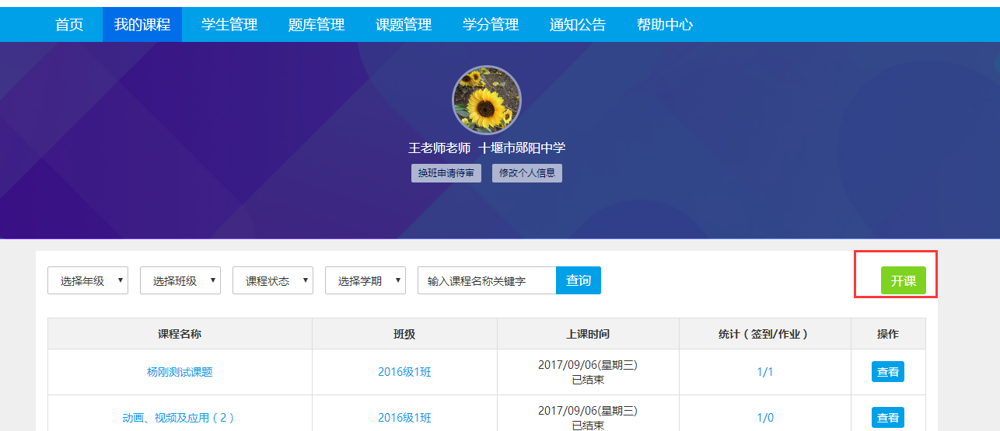 首页 我的课程 学生管理 题库管理 课题管理 学分管理 通知公告 帮助中心
王老师老师 十堰市郧阳中学
换班申请待审 修改个人信息
选择年级 选择班级 课程状态 选择学期 输入课程名称关键字 查询 开课
课程名称 班级 上课时间 统计（签到/作业） 操作
杨刚测试课题 2016级1班 2017/09/06(星期三) 1/1 查看
已结束
动画、视频及应用（2） 2016级1班 2017/09/06(星期三) 1/0 查看
已结束